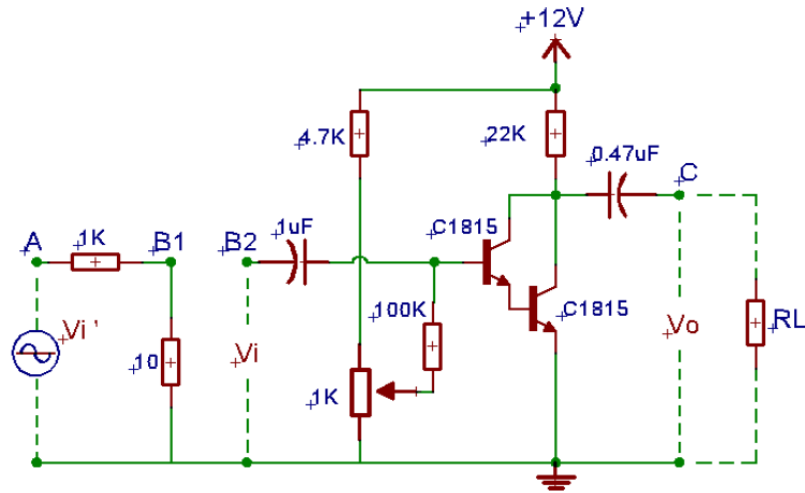 +12V
4.7K
22K
0.47uF
C
A
1K
B1
B2
1uF
C1815
Vi '
10
Vi
100K
C1815
Vo
RL
1K